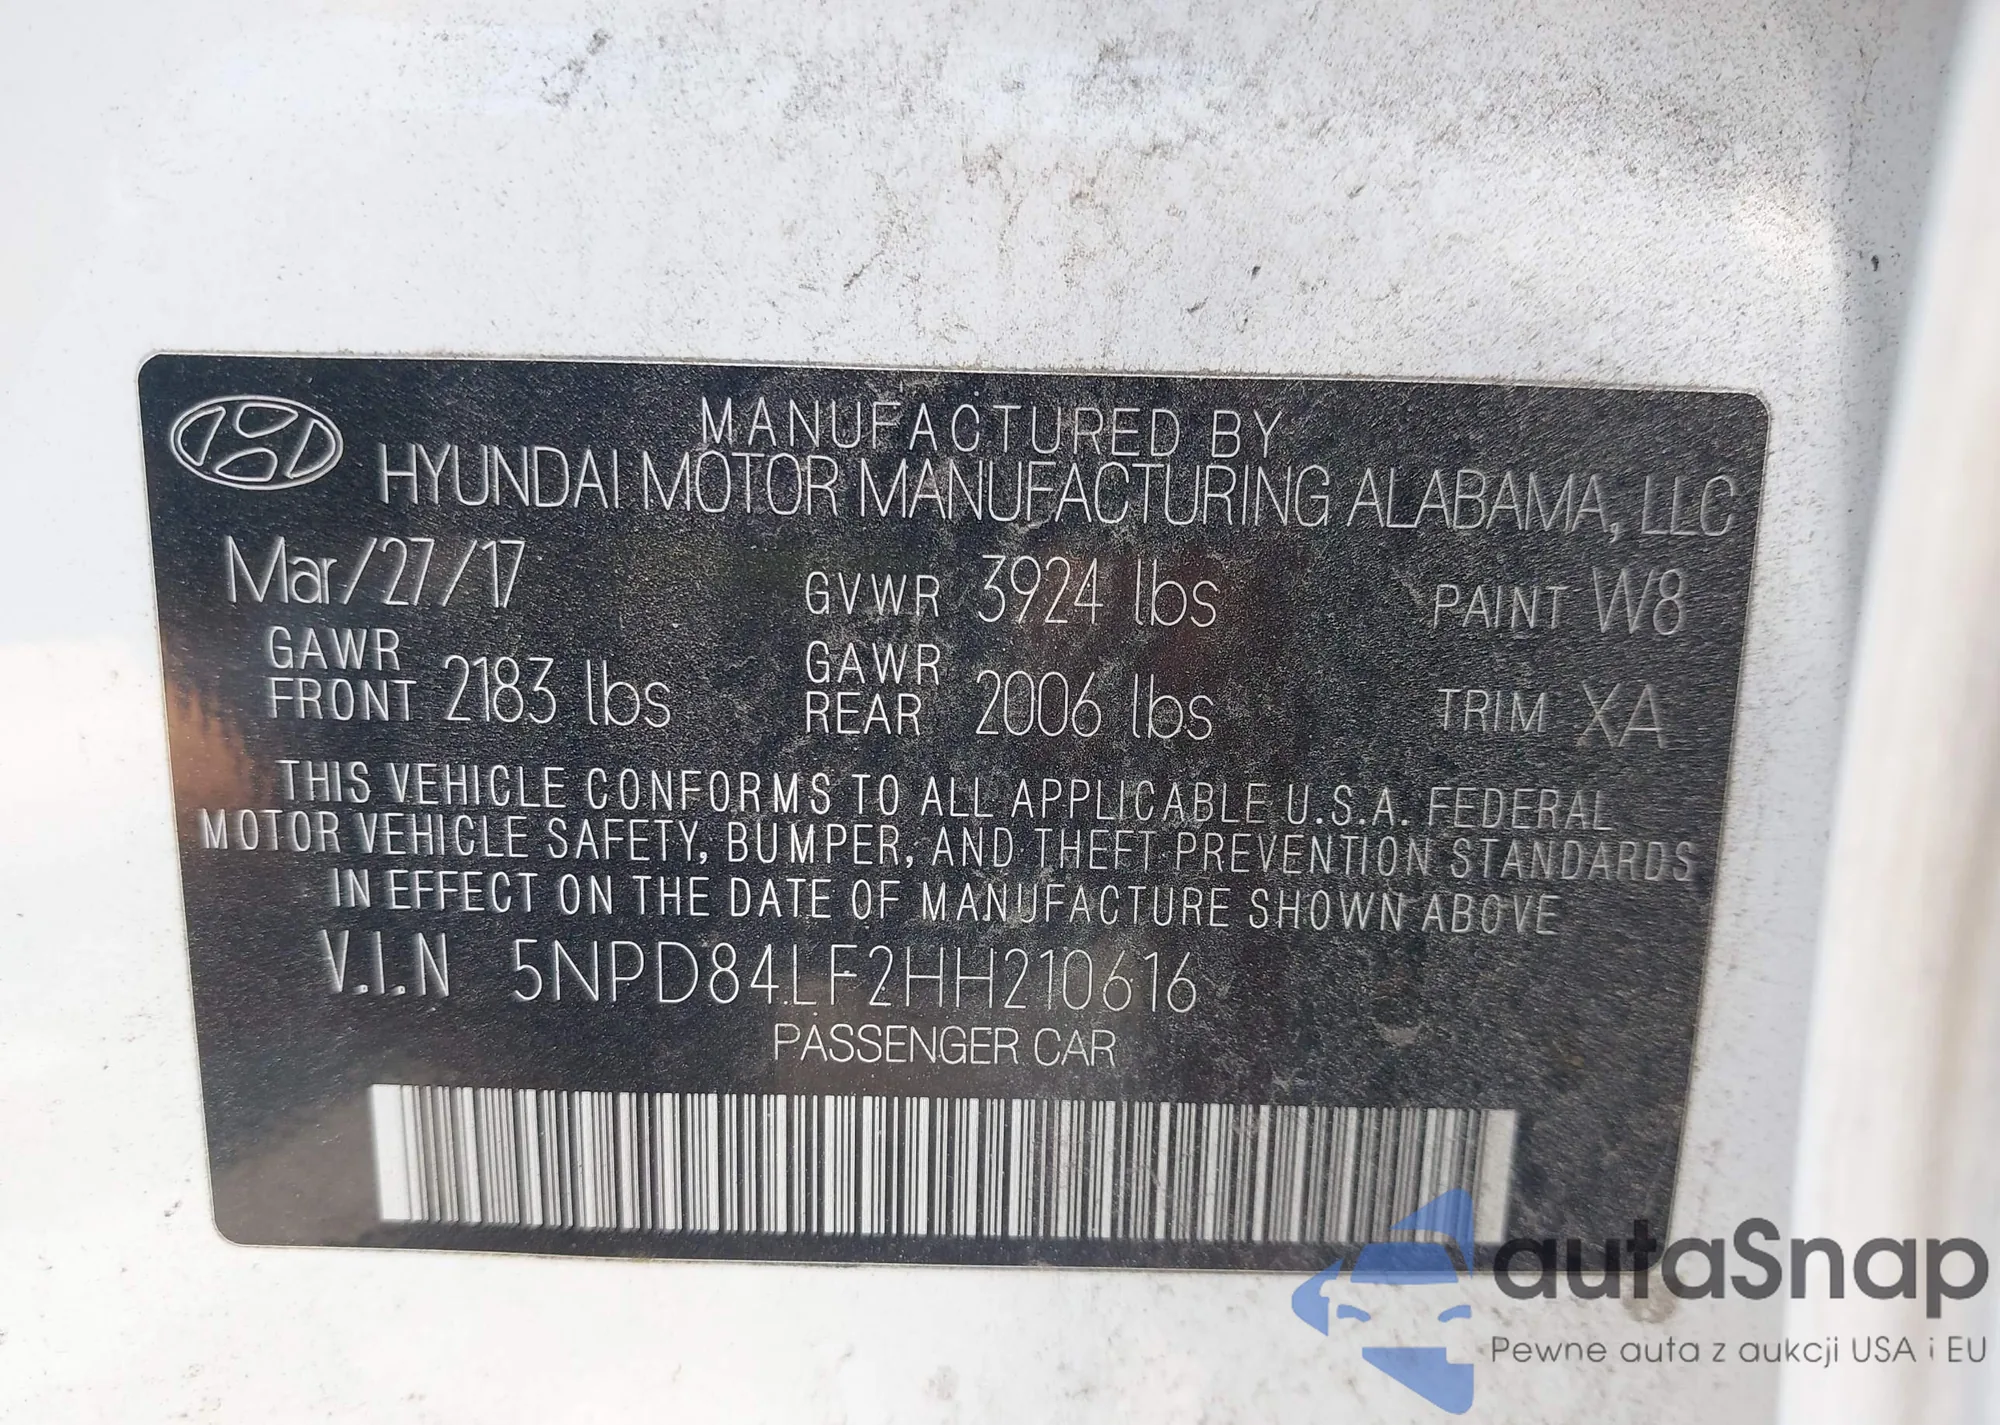 MANUFACTURED BY
HYUNDAI MOTOR MANUFACTURING ALABAMA, LLC
Mar/27/17 GVWR 3924 lbs PAINT W8
GAWR FRONT 2183 lbs GAWR REAR 2006 lbs TRIM XA
THIS VEHICLE CONFORMS TO ALL APPLICABLE U.S.A. FEDERAL
MOTOR VEHICLE SAFETY, BUMPER, AND THEFT PREVENTION STANDARDS
IN EFFECT ON THE DATE OF MANUFACTURE SHOWN ABOVE
V.I.N 5NPD84LF2HH210616
PASSENGER CAR
autaSnap
Pewne auta z aukcji USA i EU